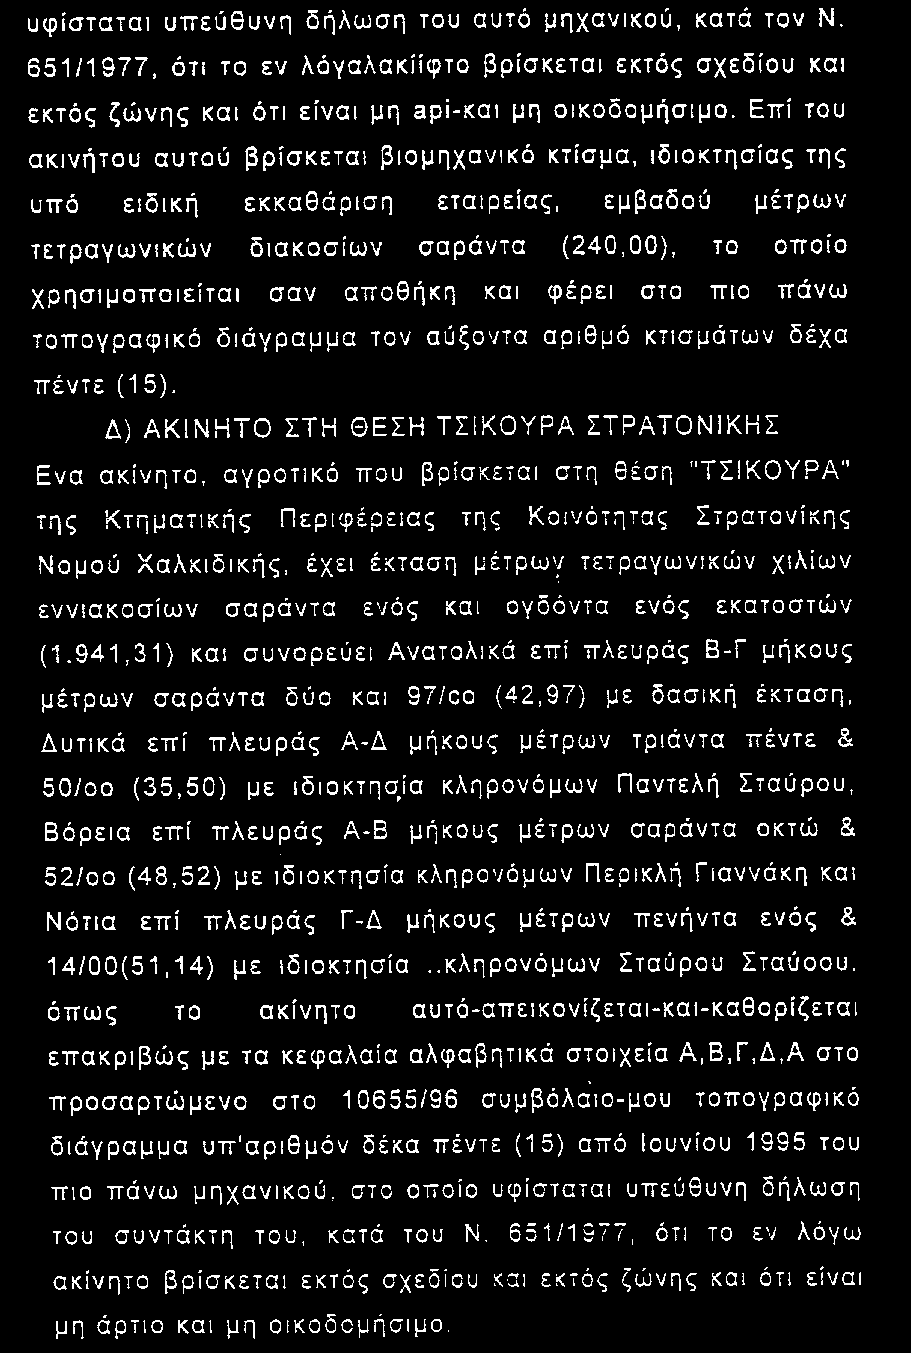 υφίσταται υπεύθυνη δήλωση του αυτό μηχανικού, κατά τον Ν.
651/1977, ότι το εν λόγαλακίίφτο βρίσκεται εκτός σχεδίου και
εκτός ζώνης και ότι είναι μη api-και μη οικοδομήσιμο. Επί του
ακινήτου αυτού βρίσκεται βιομηχανικό κτίσμα, ιδιοκτησίας της
υπό ειδική εκκαθάριση εταιρείας, εμβαδού μέτρων
τετραγωνικών διακοσίων σαράντα (240,00), το οποίο
χρησιμοποιείται σαν αποθήκη και φέρει στο πιο πάνω
τοπογραφικό διάγραμμα τον αύξοντα αριθμό κτισμάτων δέχα
πέντε (15).
Δ) ΑΚΙΝΗΤΟ ΣΤΗ ΘΕΣΗ ΤΣΙΚΟΥΡΑ ΣΤΡΑΤΟΝΙΚΗΣ
Ενα ακίνητο, αγροτικό που βρίσκεται στη θέση "ΤΣΙΚΟΥΡΑ"
της Κτηματικής Περιφέρειας της Κοινότητας Στρατονίκης
Νομού Χαλκιδικής, έχει έκταση μέτρων τετραγωνικών χιλίων
εννιακοσίων σαράντα ενός και ογδόντα ενός εκατοστών
(1.941,31) και συνορεύει Ανατολικά επί πλευράς Β-Γ μήκους
μέτρων σαράντα δύο και 97/οο (42,97) με δασική έκταση,
Δυτικά επί πλευράς Α-Δ μήκους μέτρων τριάντα πέντε &
50/οο (35,50) με ιδιοκτησία κληρονόμων Παντελή Σταύρου,
Βόρεια επί πλευράς Α-Β μήκους μέτρων σαράντα οκτώ &
52/οο (48,52) με ιδιοκτησία κληρονόμων Περικλή Γιαννάκη και
Νότια επί πλευράς Γ-Δ μήκους μέτρων πενήντα ενός &
14/00(51,14) με ιδιοκτησία ..κληρονόμων Σταύρου Σταύοου,
όπως το ακίνητο αυτό-απεικονίζεται-και-καθορίζεται
επακριβώς με τα κεφαλαία αλφαβητικά στοιχεία Α,Β,Γ,Δ,Α στο
προσαρτώμενο στο 10655/96 συμβόλαιο-μου τοπογραφικό
διάγραμμα υπ'αριθμόν δέκα πέντε (15) από Ιουνίου 1995 του
πιο πάνω μηχανικού, στο οποίο υφίσταται υπεύθυνη δήλωση
του συντάκτη του, κατά του Ν. 651/1977, ότι το εν λόγω
ακίνητο βρίσκεται εκτός σχεδίου και εκτός ζώνης και ότι είναι
μη άρτιο και μη οικοδομήσιμο.